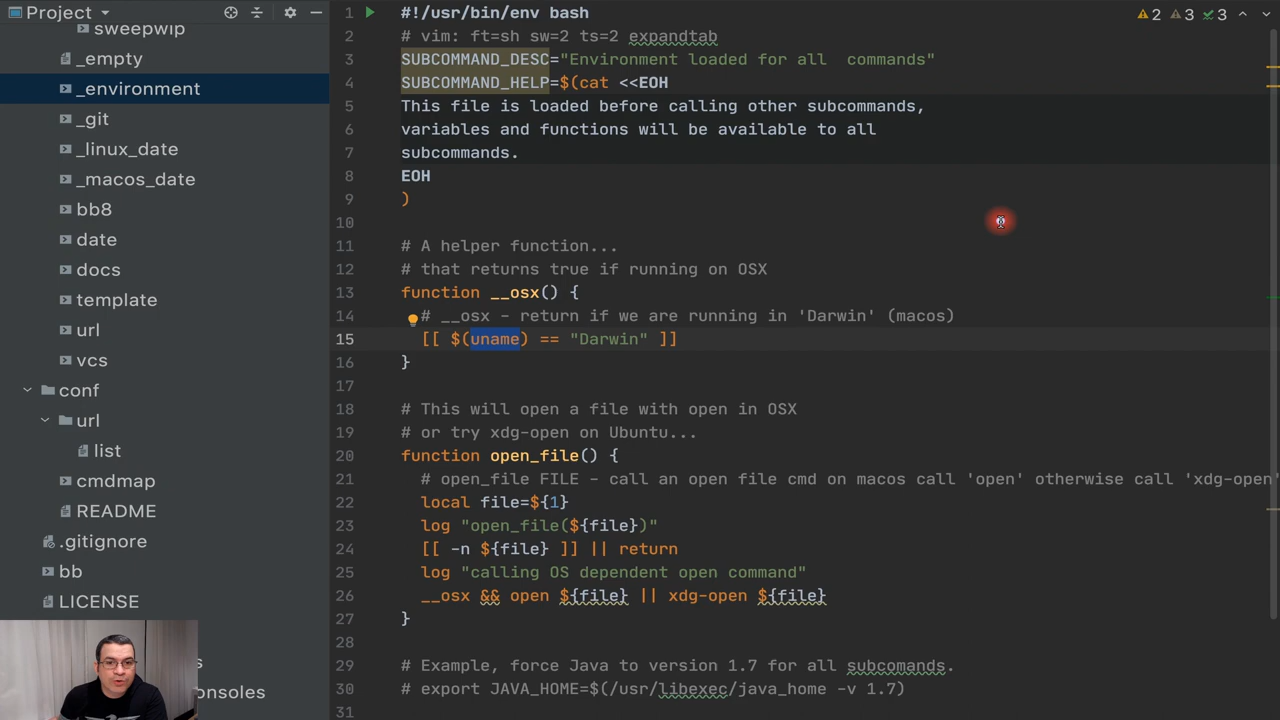 Project
sweepwip
_empty
_environment
_git
_linux_date
_macos_date
bb8
date
docs
template
url
vcs
conf
url
list
cmdmap
README
.gitignore
bb
LICENSE
s
onsoles
2 3 3
1 #!/usr/bin/env bash
2 # vim: ft=sh sw=2 ts=2 expandtab
3 SUBCOMMAND_DESC="Environment loaded for all  commands"
4 SUBCOMMAND_HELP=$(cat <<EOH
5 This file is loaded before calling other subcommands,
6 variables and functions will be available to all
7 subcommands.
8 EOH
9 )
10
11 # A helper function...
12 # that returns true if running on OSX
13 function __osx() {
14 # __osx - return if we are running in 'Darwin' (macos)
15 [[ $(uname) == "Darwin" ]]
16 }
17
18 # This will open a file with open in OSX
19 # or try xdg-open on Ubuntu...
20 function open_file() {
21 # open_file FILE - call an open file cmd on macos call 'open' otherwise call 'xdg-open'
22 local file=${1}
23 log "open_file(${file})"
24 [[ -n ${file} ]] || return
25 log "calling OS dependent open command"
26 __osx && open ${file} || xdg-open ${file}
27 }
28
29 # Example, force Java to version 1.7 for all subcomands.
30 # export JAVA_HOME=$(/usr/libexec/java_home -v 1.7)
31